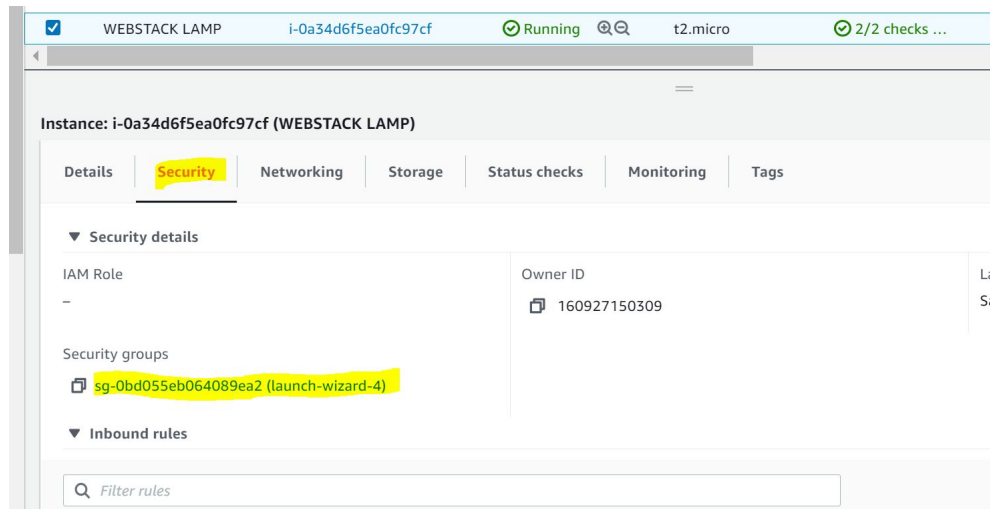 WEBSTACK LAMP i-0a34d6f5ea0fc97cf Running t2.micro 2/2 checks ...
Instance: i-0a34d6f5ea0fc97cf (WEBSTACK LAMP)
Details Security Networking Storage Status checks Monitoring Tags
Security details
IAM Role Owner ID La
– 160927150309 Sa
Security groups
sg-0bd055eb064089ea2 (launch-wizard-4)
Inbound rules
Filter rules